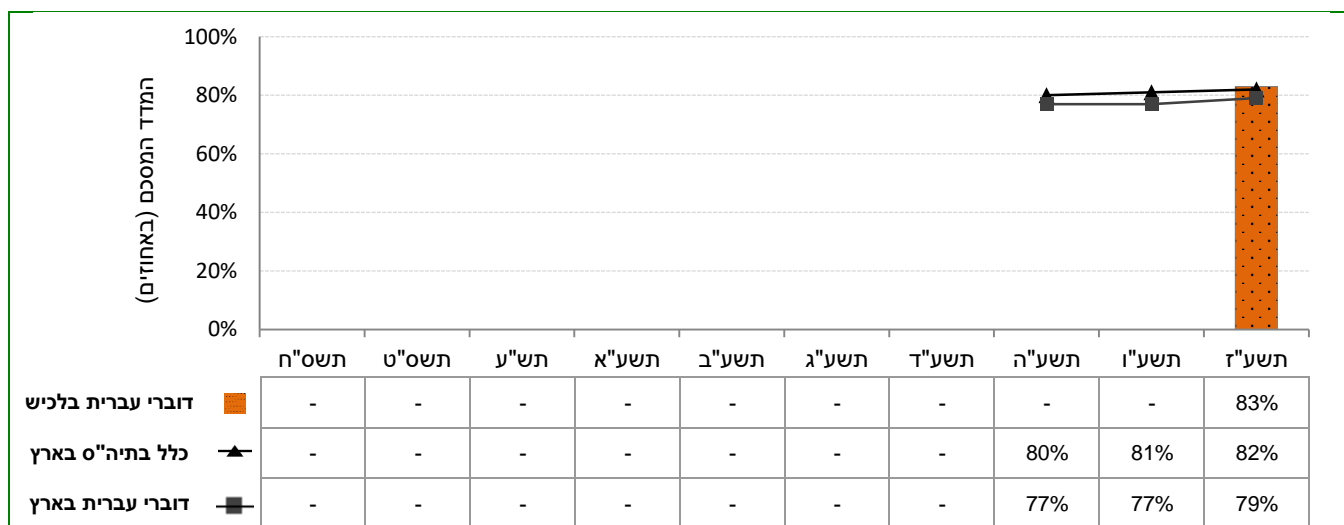 100%
80%
60%
40%
20%
0%
המדד המסכם (באחוזים)
תשס"ח תשס"ט תש"ע תשע"א תשע"ב תשע"ג תשע"ד תשע"ה תשע"ו תשע"ז
דוברי עברית בלכיש - - - - - - - - - 83%
כלל בתיה"ס בארץ - - - - - - - 80% 81% 82%
דוברי עברית בארץ - - - - - - - 77% 77% 79%